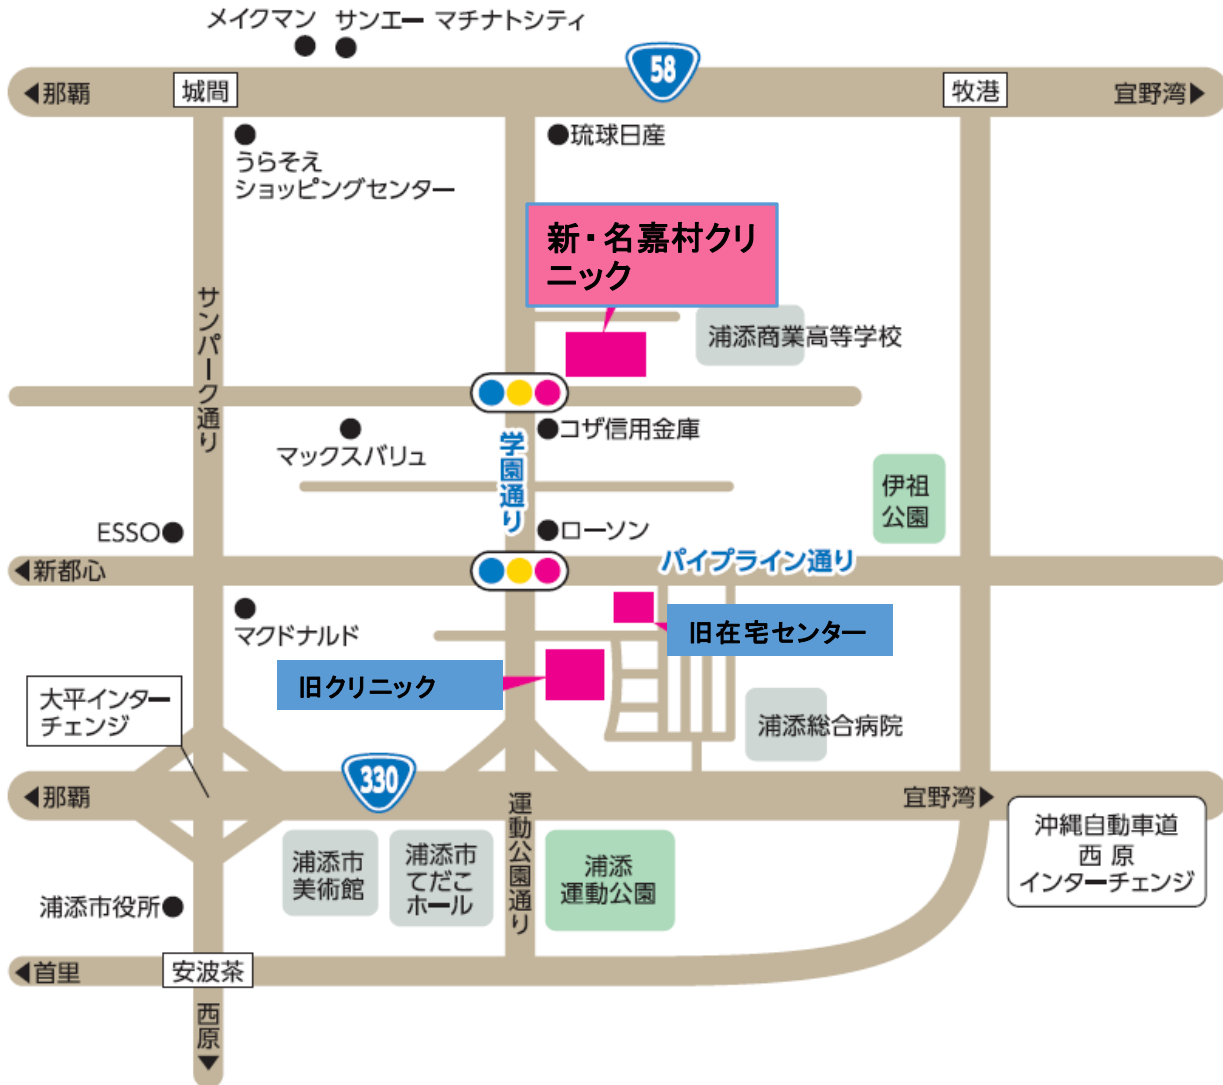 メイクマン
サンエー マチナトシティ
58
◀那覇
城間
牧港
宜野湾▶
●琉球日産
うらそえ
ショッピングセンター
新・名嘉村クリ
ニック
サンパーク通り
浦添商業高等学校
●コザ信用金庫
マックスバリュ
学園通り
伊祖
公園
ESSO●
●ローソン
◀新都心
パイプライン通り
マクドナルド
旧在宅センター
旧クリニック
大平インター
チェンジ
浦添総合病院
330
◀那覇
宜野湾▶
運動公園通り
沖縄自動車道
西 原
インターチェンジ
浦添市
美術館
浦添市
てだこ
ホール
浦添
運動公園
浦添市役所●
◀首里
安波茶
西原▼